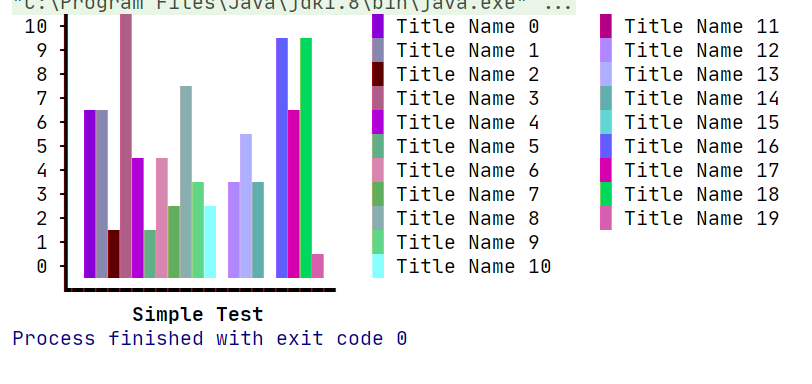 "C:\Program Files\Java\jdk1.8\bin\java.exe" ...
10 Title Name 0 Title Name 11
9 Title Name 1 Title Name 12
8 Title Name 2 Title Name 13
7 Title Name 3 Title Name 14
6 Title Name 4 Title Name 15
5 Title Name 5 Title Name 16
4 Title Name 6 Title Name 17
3 Title Name 7 Title Name 18
2 Title Name 8 Title Name 19
1 Title Name 9
0 Title Name 10
Simple Test
Process finished with exit code 0